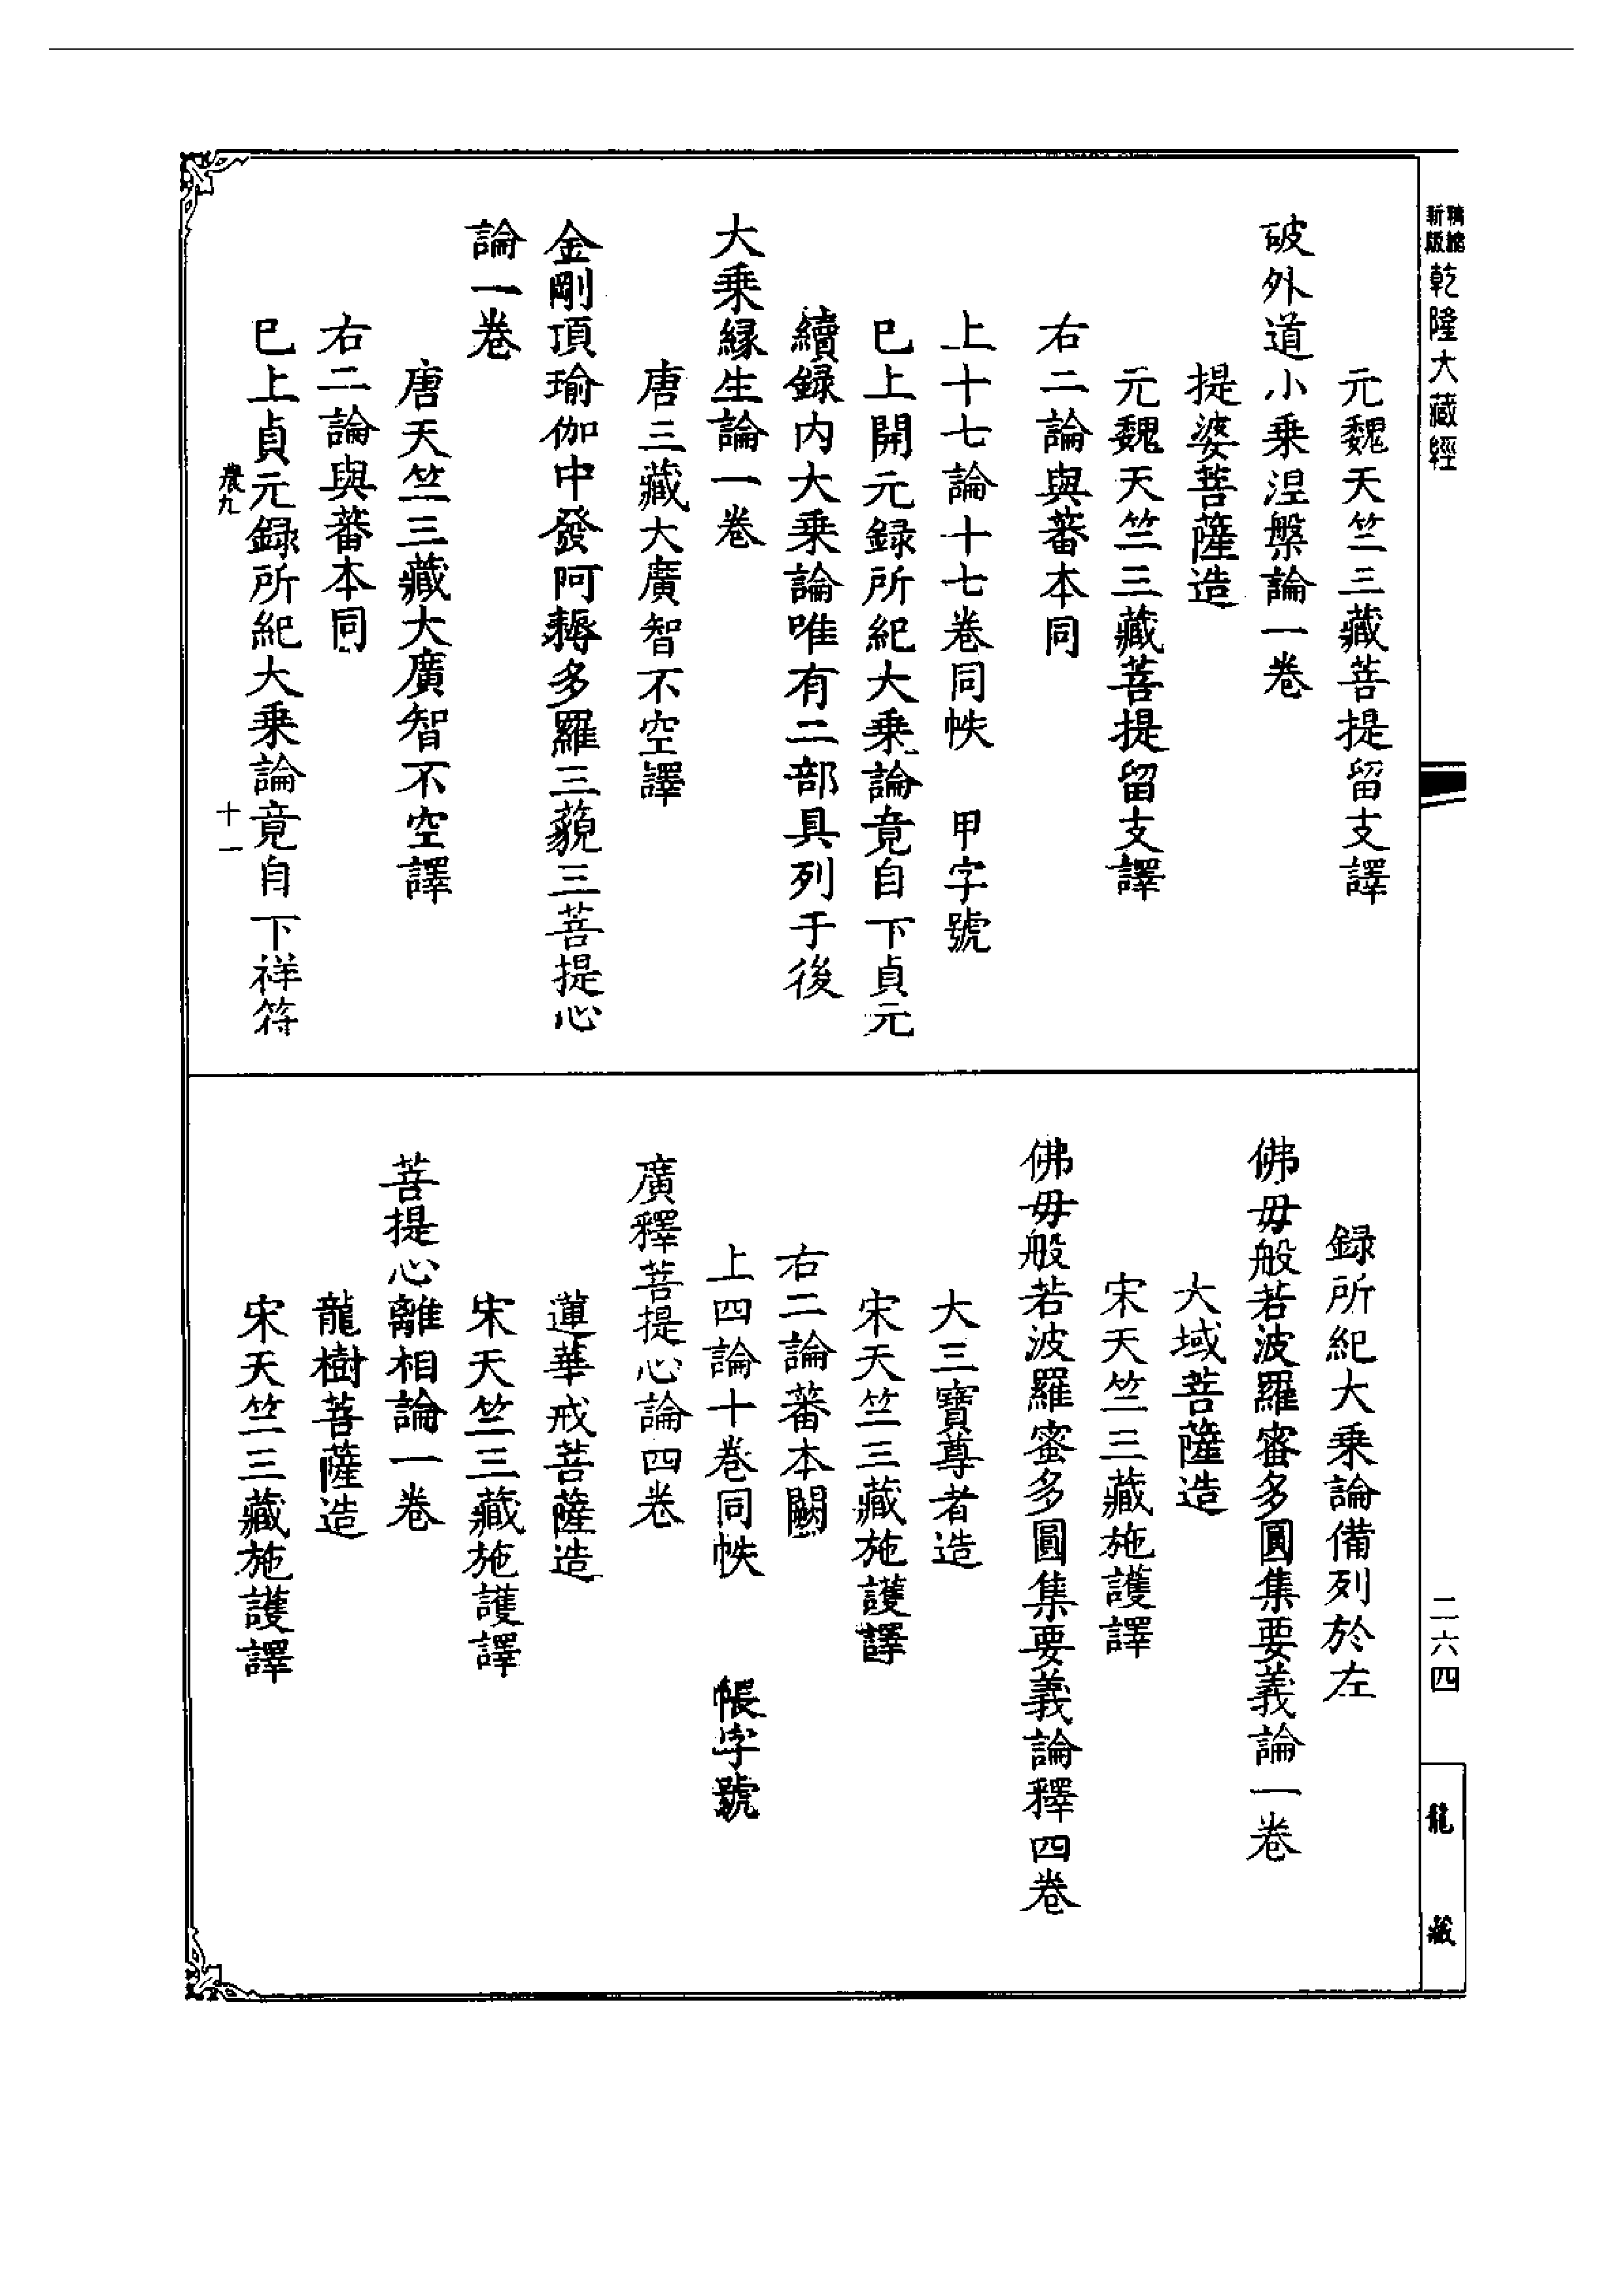 精縮新版乾隆大藏經
元魏天竺三藏菩提留支譯
破外道小乗涅槃論一卷
提婆菩薩造
元魏天竺三藏菩提留支譯
右二論與蕃本同
上十七論十七卷同帙　甲字號
已上開元録所紀大乗論竟自下貞元
續録内大乗論唯有二部具列于後
大乗緣生論一卷
唐三藏大廣智不空譯
金剛頂瑜伽中發阿耨多羅三藐三菩提心
論一卷
唐天竺三藏大廣智不空譯
右二論與蕃本同
已上貞元録所紀大乗論竟自下祥符
農九　十一
録所紀大乗論備列於左
佛毋般若波羅蜜多圓集要義論一卷
大域菩薩造
宋天竺三藏施護譯
佛毋般若波羅蜜多圓集要義論釋四卷
大三寶尊者造
宋天竺三藏施護譯
右二論蕃本闕
上四論十卷同帙　帳字號
廣釋菩提心論四卷
蓮華戒菩薩造
宋天竺三藏施護譯
菩提心離相論一卷
龍樹菩薩造
宋天竺三藏施護譯
二六四
龍藏